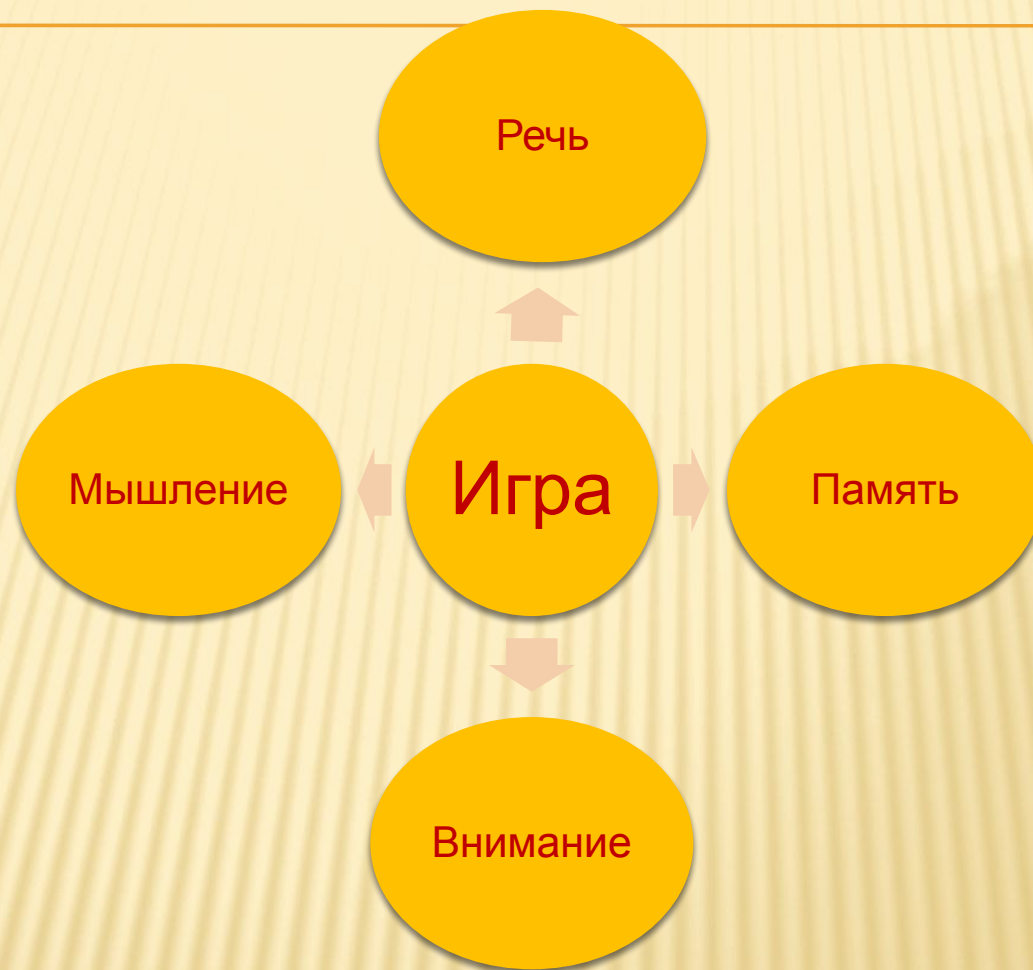 Речь
Мышление
Игра
Память
Внимание